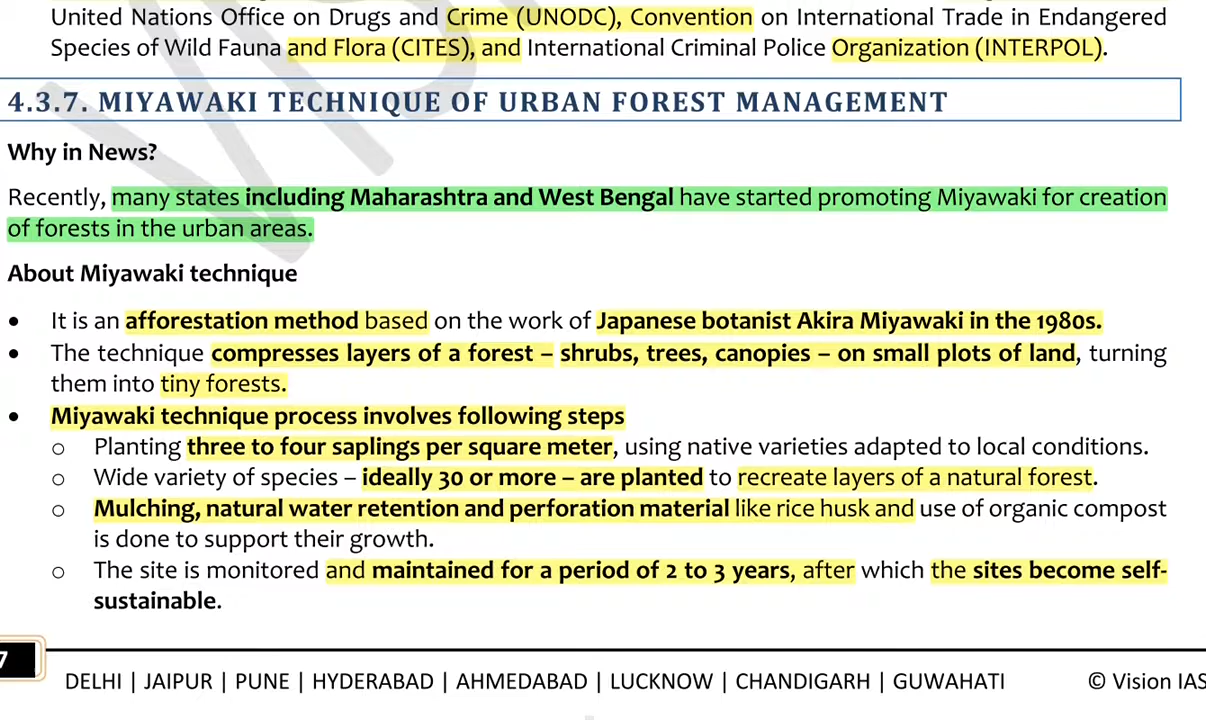 United Nations Office on Drugs and Crime (UNODC), Convention on International Trade in Endangered
Species of Wild Fauna and Flora (CITES), and International Criminal Police Organization (INTERPOL).
4.3.7. MIYAWAKI TECHNIQUE OF URBAN FOREST MANAGEMENT
Why in News?
Recently, many states including Maharashtra and West Bengal have started promoting Miyawaki for creation
of forests in the urban areas.
About Miyawaki technique
• It is an afforestation method based on the work of Japanese botanist Akira Miyawaki in the 1980s.
• The technique compresses layers of a forest – shrubs, trees, canopies – on small plots of land, turning
them into tiny forests.
• Miyawaki technique process involves following steps
o Planting three to four saplings per square meter, using native varieties adapted to local conditions.
o Wide variety of species – ideally 30 or more – are planted to recreate layers of a natural forest.
o Mulching, natural water retention and perforation material like rice husk and use of organic compost
is done to support their growth.
o The site is monitored and maintained for a period of 2 to 3 years, after which the sites become self-
sustainable.
7
DELHI | JAIPUR | PUNE | HYDERABAD | AHMEDABAD | LUCKNOW | CHANDIGARH | GUWAHATI © Vision IAS